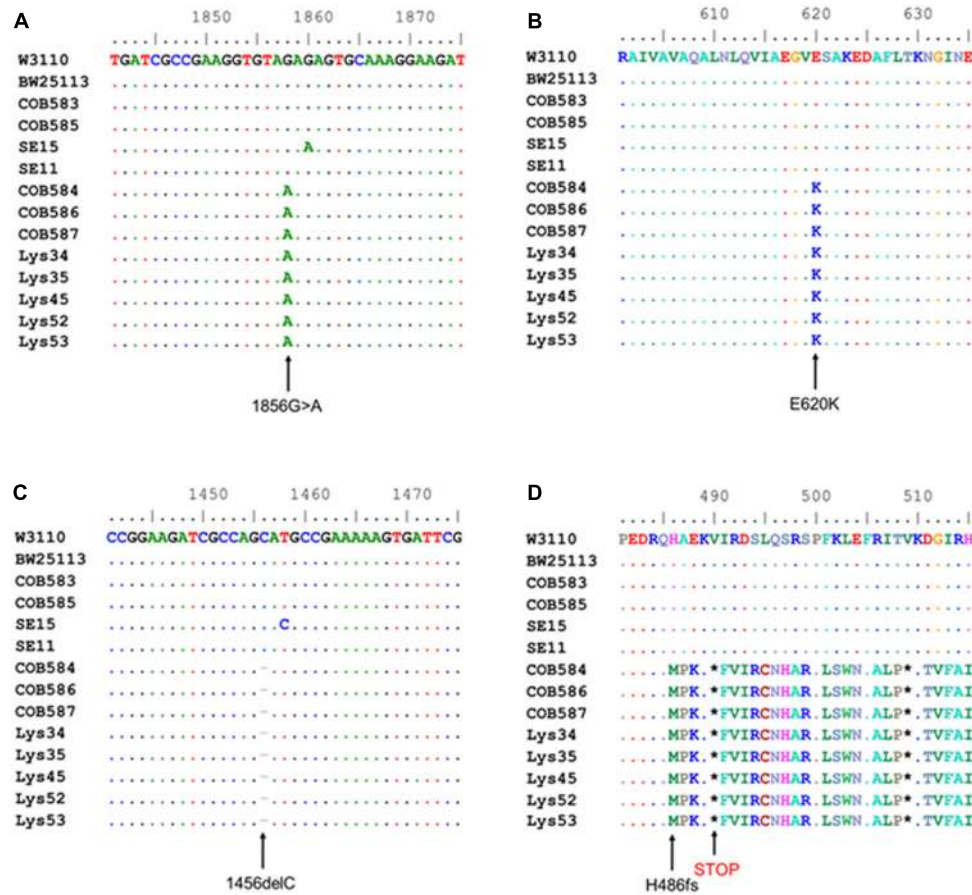 A
1850 1860 1870
W3110 TGATCGCCGAAGGTGTAGAGAGTGCAAAGGAAGAT
BW25113 ...................................
COB583 ...................................
COB585 ...................................
SE15 ...................A...............
SE11 ...................................
COB584 .................A.................
COB586 .................A.................
COB587 .................A.................
Lys34 .................A.................
Lys35 .................A.................
Lys45 .................A.................
Lys52 .................A.................
Lys53 .................A.................
1856G>A
B
610 620 630
W3110 RAIVAVAQALNLQVIAEGVESAKEDAFLTKNGINE
BW25113 ...................................
COB583 ...................................
COB585 ...................................
SE15 ...................................
SE11 ...................................
COB584 ...................K...............
COB586 ...................K...............
COB587 ...................K...............
Lys34 ...................K...............
Lys35 ...................K...............
Lys45 ...................K...............
Lys52 ...................K...............
Lys53 ...................K...............
E620K
C
1450 1460 1470
W3110 CCGGAAGATCGCCAGCATGCCGAAAAAGTGATTCG
BW25113 ...................................
COB583 ...................................
COB585 ...................................
SE15 .................C.................
SE11 ...................................
COB584 ...............-...................
COB586 ...............-...................
COB587 ...............-...................
Lys34 ...............-...................
Lys35 ...............-...................
Lys45 ...............-...................
Lys52 ...............-...................
Lys53 ...............-...................
1456delC
D
490 500 510
W3110 PEDRQHAEKVIRDSLQSRSPFKLEFRITVKDGIRH
BW25113 ...................................
COB583 ...................................
COB585 ...................................
SE15 ...................................
SE11 ...................................
COB584 .....MPK.*FVIRCNHAR.LSWN.ALP*.TVFAI
COB586 .....MPK.*FVIRCNHAR.LSWN.ALP*.TVFAI
COB587 .....MPK.*FVIRCNHAR.LSWN.ALP*.TVFAI
Lys34 .....MPK.*FVIRCNHAR.LSWN.ALP*.TVFAI
Lys35 .....MPK.*FVIRCNHAR.LSWN.ALP*.TVFAI
Lys45 .....MPK.*FVIRCNHAR.LSWN.ALP*.TVFAI
Lys52 .....MPK.*FVIRCNHAR.LSWN.ALP*.TVFAI
Lys53 .....MPK.*FVIRCNHAR.LSWN.ALP*.TVFAI
STOP
H486fs